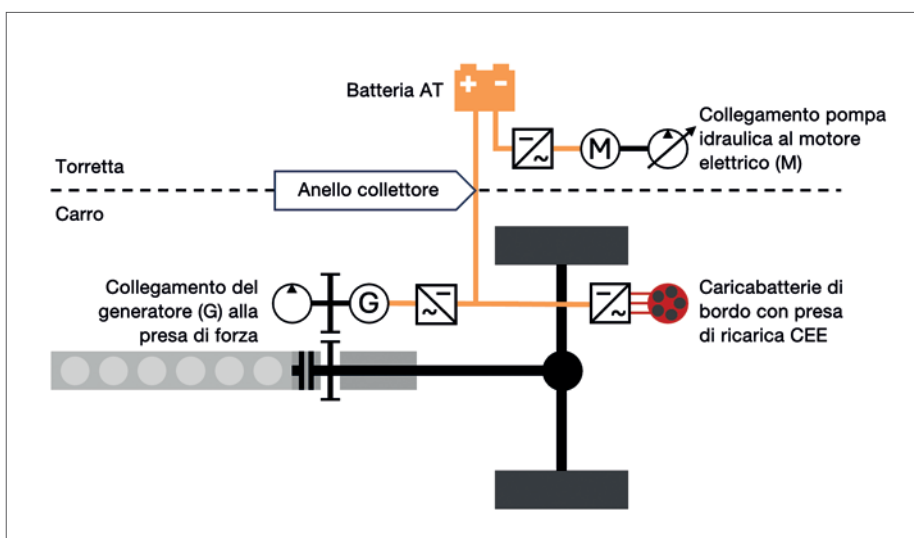 Batteria AT
+ -
Collegamento pompa
idraulica al motore
elettrico (M)
M
Torretta
Anello collettore
Carro
Collegamento del
generatore (G) alla
presa di forza
G
Caricabatterie di
bordo con presa
di ricarica CEE